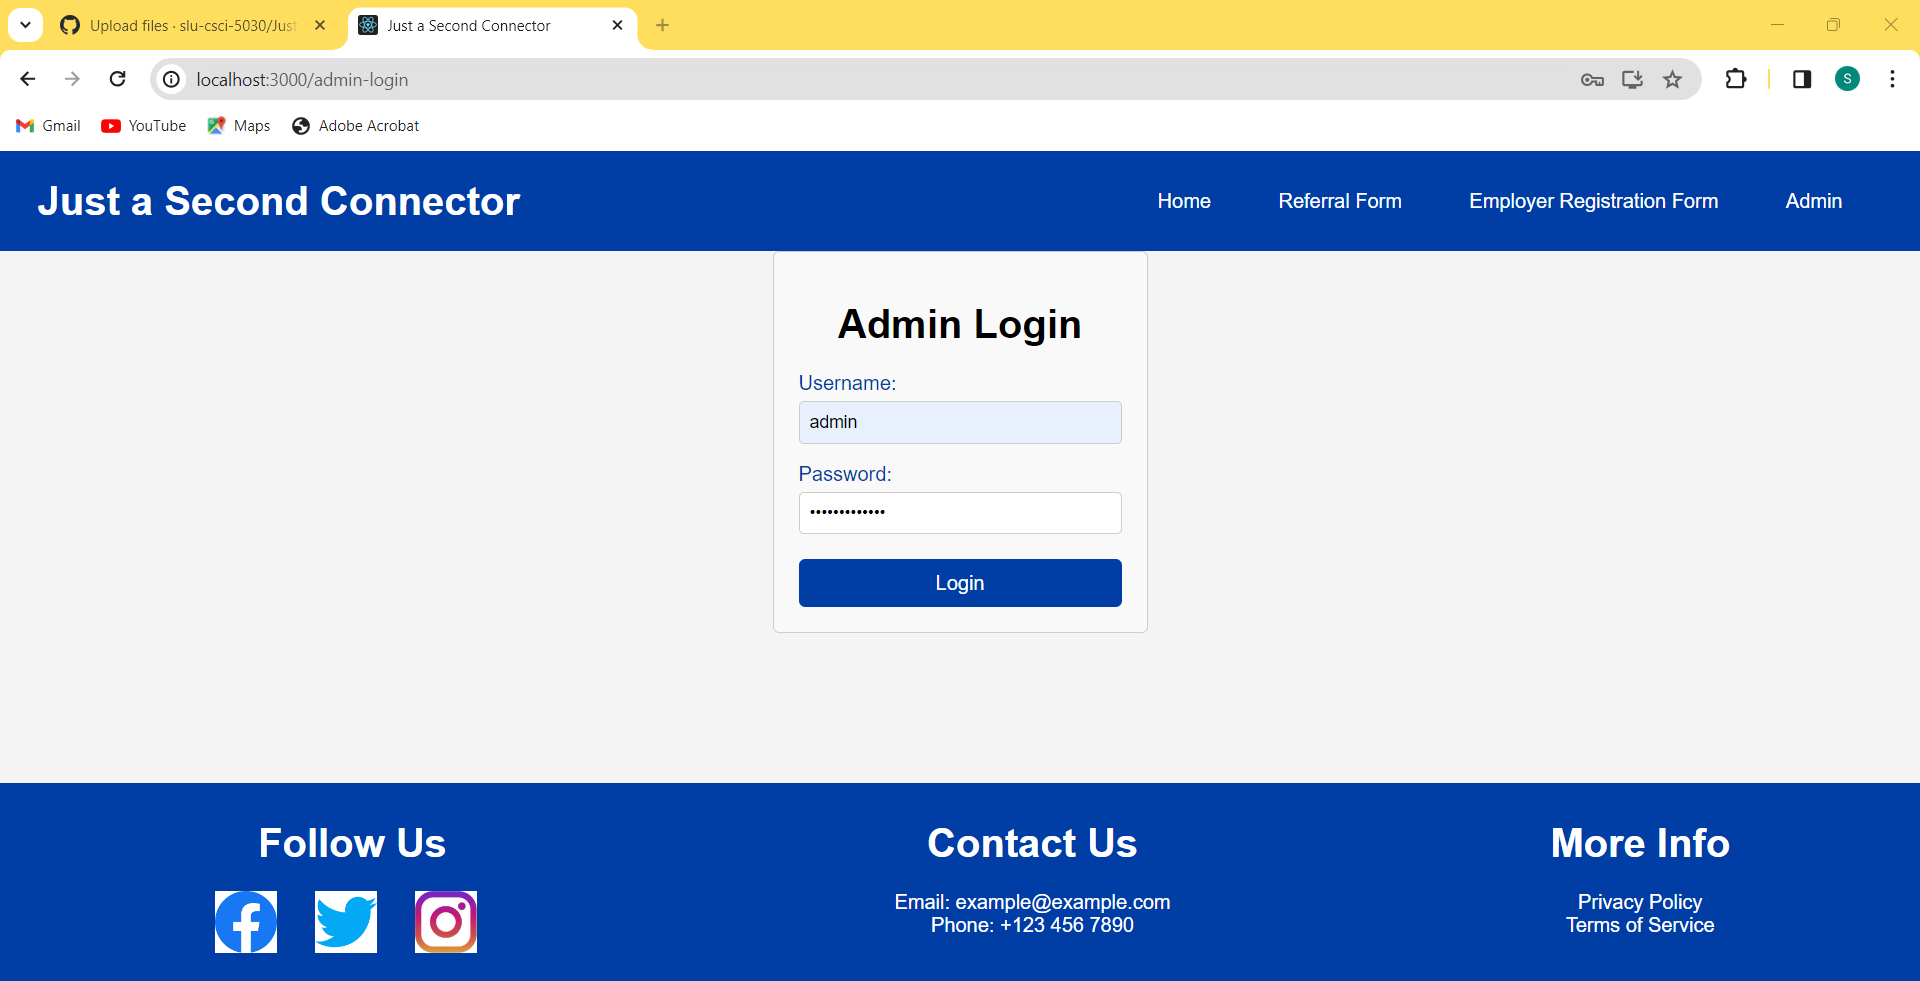 Upload files · slu-csci-5030/Just
Just a Second Connector
localhost:3000/admin-login
S
Gmail
YouTube
Maps
Adobe Acrobat
Just a Second Connector
Home
Referral Form
Employer Registration Form
Admin
Admin Login
Username:
admin
Password:
•••••••••••••
Login
Follow Us
Contact Us
Email: example@example.com
Phone: +123 456 7890
More Info
Privacy Policy
Terms of Service